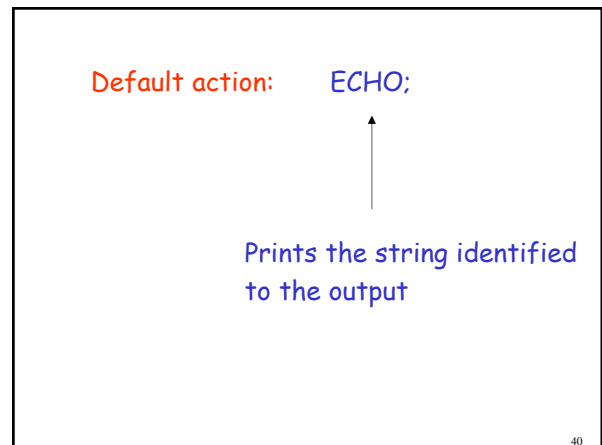 Default action: ECHO;
Prints the string identified
to the output
40